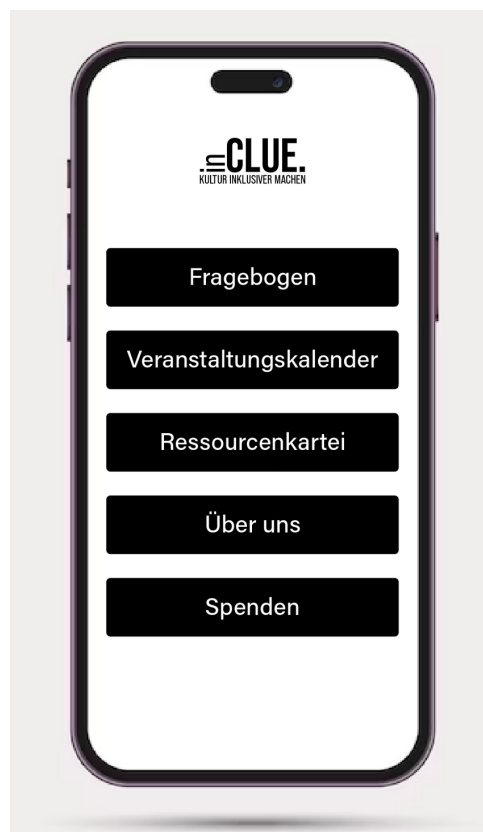 inCLUE.
KULTUR INKLUSIVER MACHEN
Fragebogen
Veranstaltungskalender
Ressourcenkartei
Über uns
Spenden